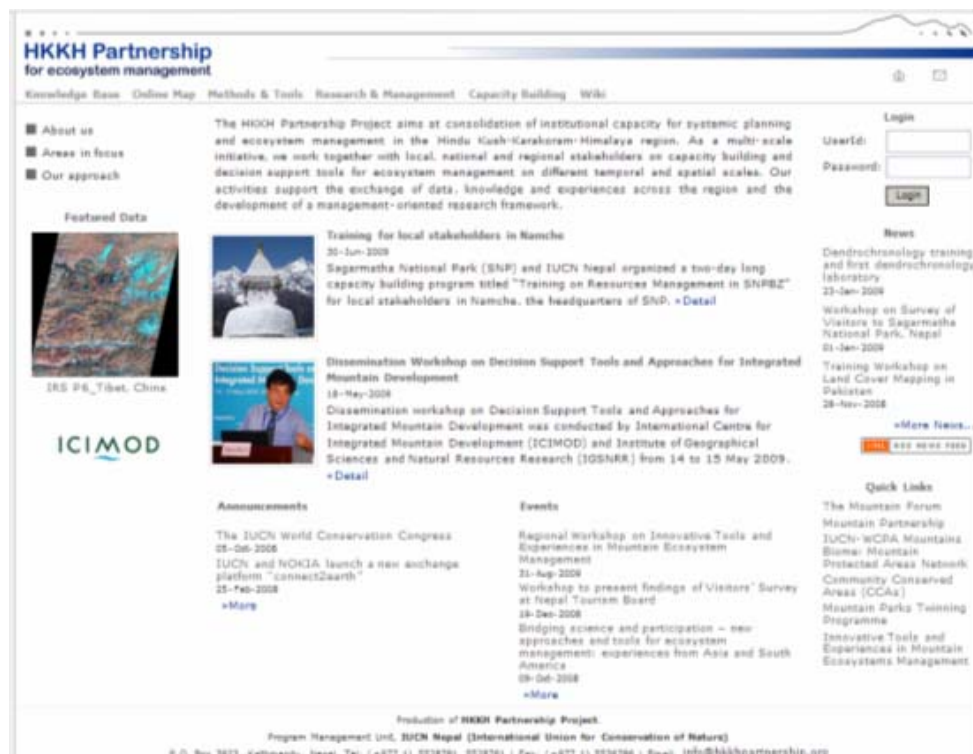 HKKH Partnership
for ecosystem management
Knowledge Base Online Map Methods & Tools Research & Management Capacity Building Wiki
About us
Areas in focus
Our approach
Featured Data
IRS P6_Tibet, China
ICIMOD
The HKKH Partnership Project aims at consolidation of institutional capacity for systemic planning
and ecosystem management in the Hindu Kush-Karakoram-Himalaya region. As a multi-scale
initiative, we work together with local, national and regional stakeholders on capacity building and
decision support tools for ecosystem management on different temporal and spatial scales. Our
activities support the exchange of data, knowledge and experiences across the region and the
development of a management-oriented research framework.
Training for local stakeholders in Namche
30-Jun-2009
Sagarmatha National Park (SNP) and IUCN Nepal organized a two-day long
capacity building program titled "Training on Resources Management in SNPBZ"
for local stakeholders in Namche, the headquarters of SNP. »Detail
Dissemination Workshop on Decision Support Tools and Approaches for Integrated
Mountain Development
18-May-2009
Dissemination workshop on Decision Support Tools and Approaches for
Integrated Mountain Development was conducted by International Centre for
Integrated Mountain Development (ICIMOD) and Institute of Geographical
Sciences and Natural Resources Research (IGSNRR) from 14 to 15 May 2009.
»Detail
Announcements
The IUCN World Conservation Congress
05-Oct-2008
IUCN and NOKIA launch a new exchange
platform "connect2earth"
25-Feb-2008
»More
Events
Regional Workshop on Innovative Tools and
Experiences in Mountain Ecosystem
Management
31-Aug-2009
Workshop to present findings of Visitors' Survey
at Nepal Tourism Board
19-Dec-2008
Bridging science and participation – new
approaches and tools for ecosystem
management: experiences from Asia and South
America
09-Oct-2008
»More
Login
UserId:
Password:
Login
News
Dendrochronology training
and first dendrochronology
laboratory
23-Jan-2009
Workshop on Survey of
Visitors to Sagarmatha
National Park, Nepal
01-Jan-2009
Training Workshop on
Land Cover Mapping in
Pakistan
28-Nov-2008
»More News..
RSS NEWS FEED
Quick Links
The Mountain Forum
Mountain Partnership
IUCN-WCPA Mountains
Biome: Mountain
Protected Areas Network
Community Conserved
Areas (CCAs)
Mountain Parks Twinning
Programme
Innovative Tools and
Experiences in Mountain
Ecosystems Management
Production of HKKH Partnership Project.
Program Management Unit, IUCN Nepal (International Union for Conservation of Nature)
info@hkkhpartnership.org